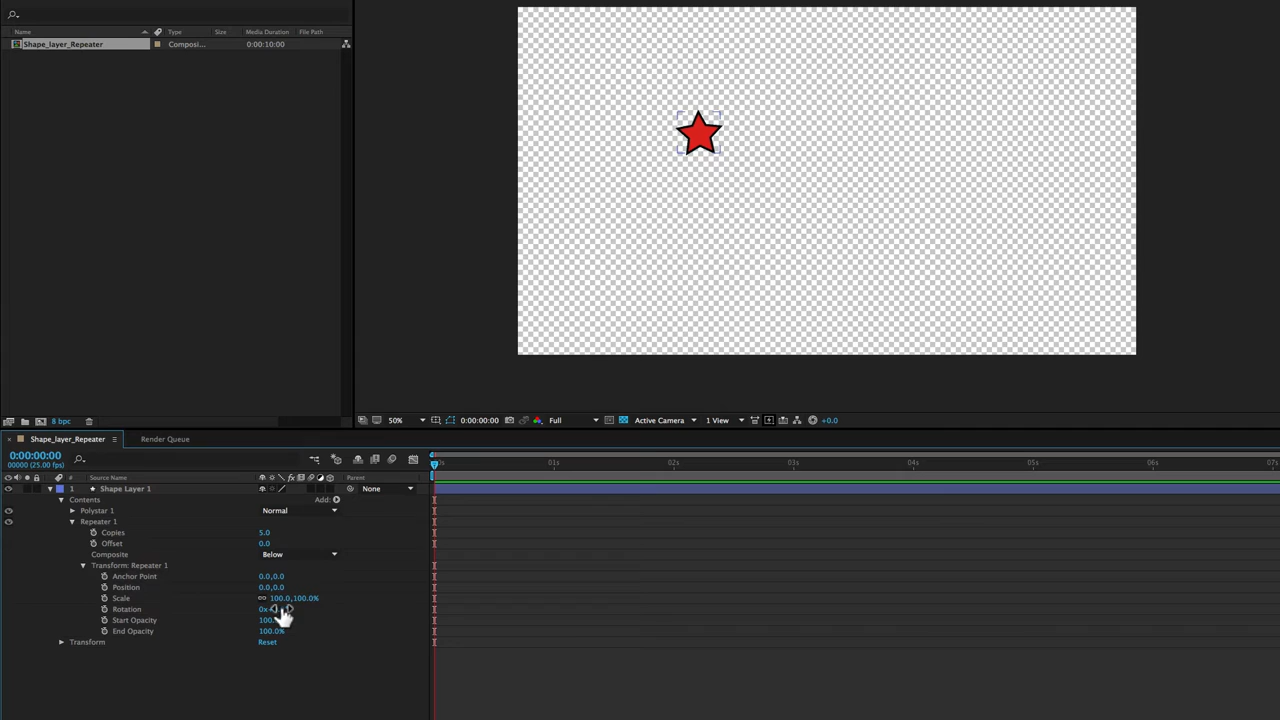 Name Type Size Media Duration File Path
Shape_layer_Repeater Composi... 0:00:10:00
8 bpc
50% 0:00:00:00 Full Active Camera 1 View +0.0
Shape_layer_Repeater Render Queue
0:00:00:00
00000 (25.00 fps)
0s 01s 02s 03s 04s 05s 06s 07s
# Source Name Parent
1 Shape Layer 1 None
Contents Add:
Polystar 1 Normal
Repeater 1
Copies 5.0
Offset 0.0
Composite Below
Transform: Repeater 1
Anchor Point 0.0,0.0
Position 0.0,0.0
Scale 100.0,100.0%
Rotation 0x
Start Opacity
End Opacity 100.0%
Transform Reset